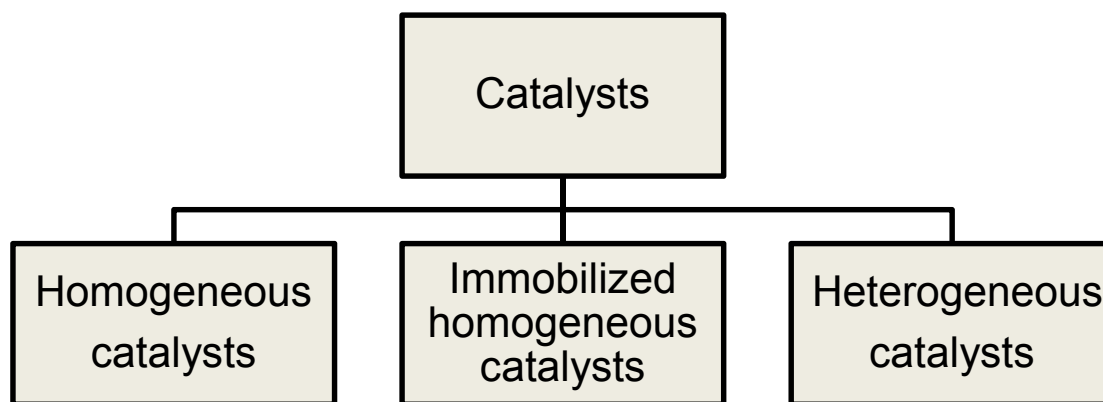 Catalysts
Homogeneous
catalysts
Immobilized
homogeneous
catalysts
Heterogeneous
catalysts